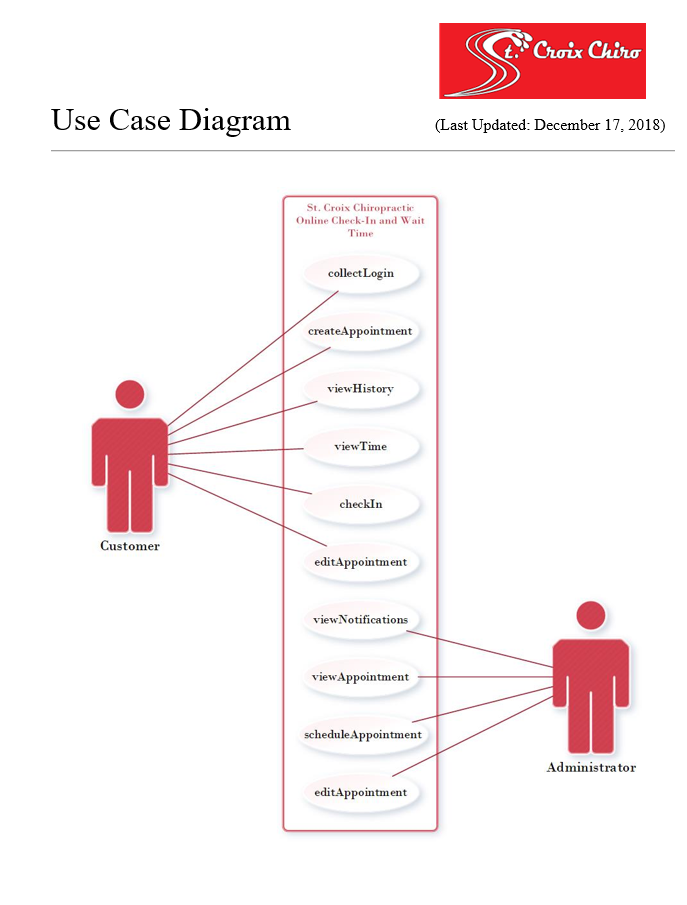 St. Croix Chiro
Use Case Diagram
(Last Updated: December 17, 2018)
St. Croix Chiropractic
Online Check-In and Wait
Time
collectLogin
createAppointment
viewHistory
viewTime
checkIn
Customer
editAppointment
viewNotifications
viewAppointment
scheduleAppointment
Administrator
editAppointment